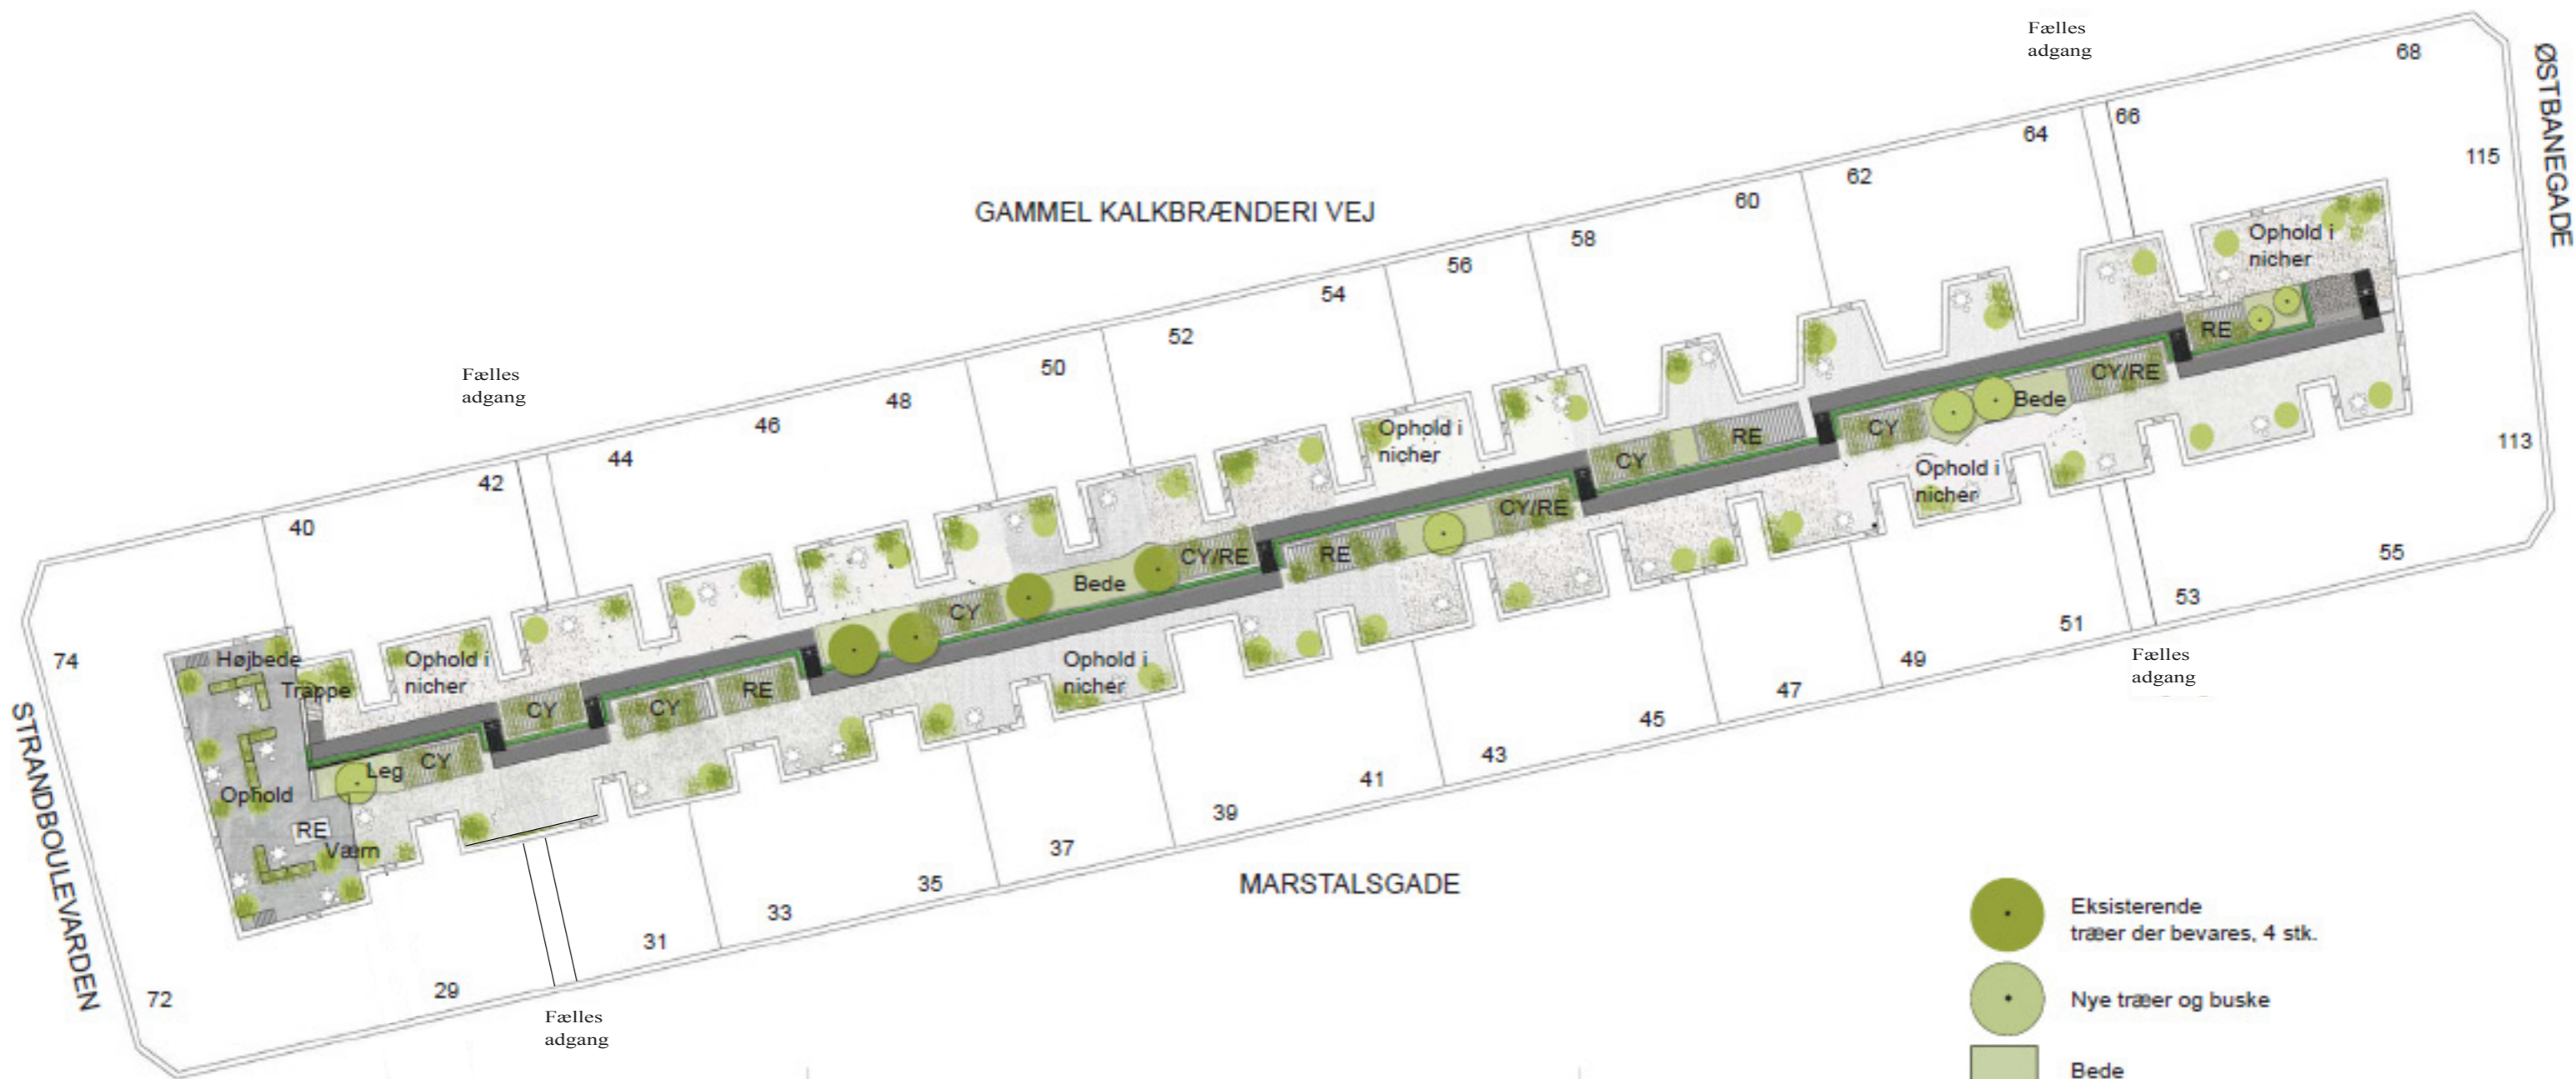 Fælles
adgang
68
ØSTBANEGADE
66
64
115
62
60
GAMMEL KALKBRÆNDERI VEJ
58
56
54
52
50
48
46
44
42
40
Fælles
adgang
Ophold i
nicher
RE
CY/RE
Bede
CY
113
Ophold i
nicher
RE
CY
Ophold i
nicher
CY/RE
RE
CY/RE
Bede
CY
55
53
51
49
47
45
43
41
39
37
35
33
31
29
Fælles
adgang
Ophold i
nicher
74
Højbede
Trappe
Ophold i
nicher
RE
CY
CY
Leg
CY
Ophold
RE
Værn
STRANDBOULEVARDEN
72
MARSTALSGADE
Fælles
adgang
Eksisterende
træer der bevares, 4 stk.
Nye træer og buske
Bede